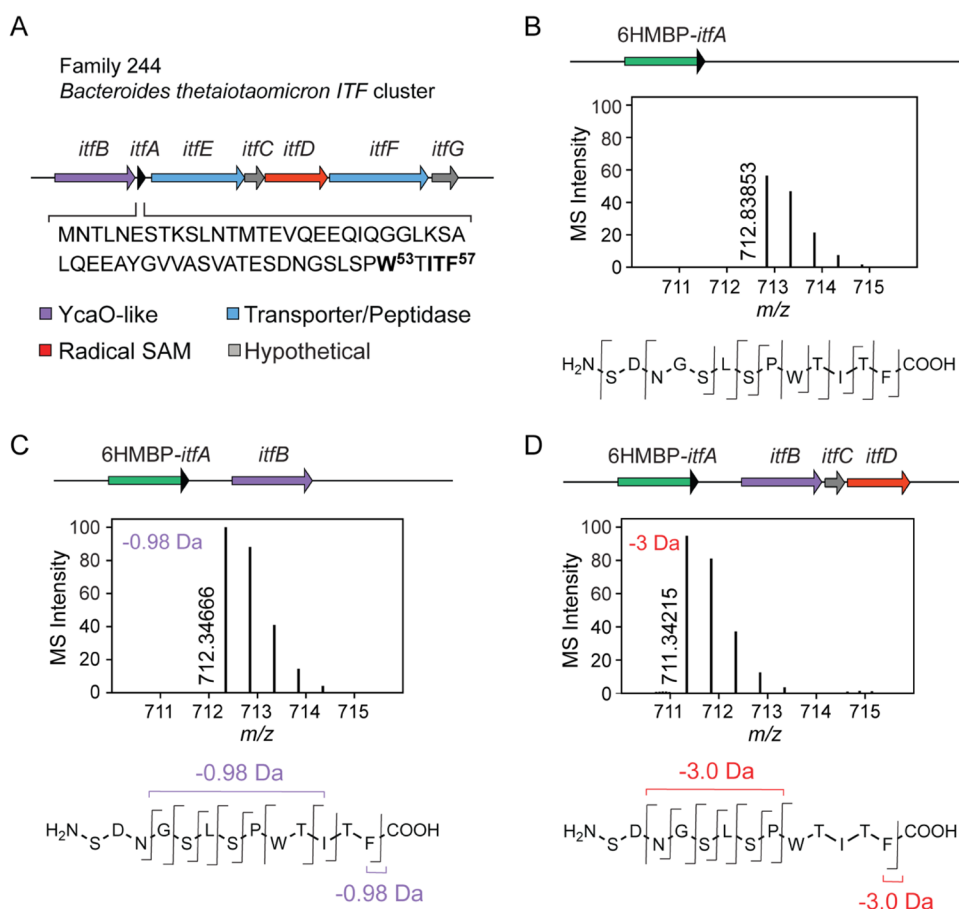 A
Family 244
Bacteroides thetaiotaomicron ITF cluster
itfB itfA itfE itfC itfD itfF itfG
MNTLNESTKSLNTMTEVQEEQIQGGLKSA
LQEEAYGVVASVATESDNGSLSPW53TITF57
YcaO-like
Transporter/Peptidase
Radical SAM
Hypothetical
B
6HMBP-itfA
MS Intensity
100
80
60
40
20
0
712.83853
711 712 713 714 715
m/z
H2N S D N G S L S P W T I T F COOH
C
6HMBP-itfA itfB
MS Intensity
100
80
60
40
20
0
-0.98 Da
712.34666
711 712 713 714 715
m/z
-0.98 Da
H2N S D N G S L S P W T I T F COOH
-0.98 Da
D
6HMBP-itfA itfB itfC itfD
MS Intensity
100
80
60
40
20
0
-3 Da
711.34215
711 712 713 714 715
m/z
-3.0 Da
H2N S D N G S L S P W T I T F COOH
-3.0 Da